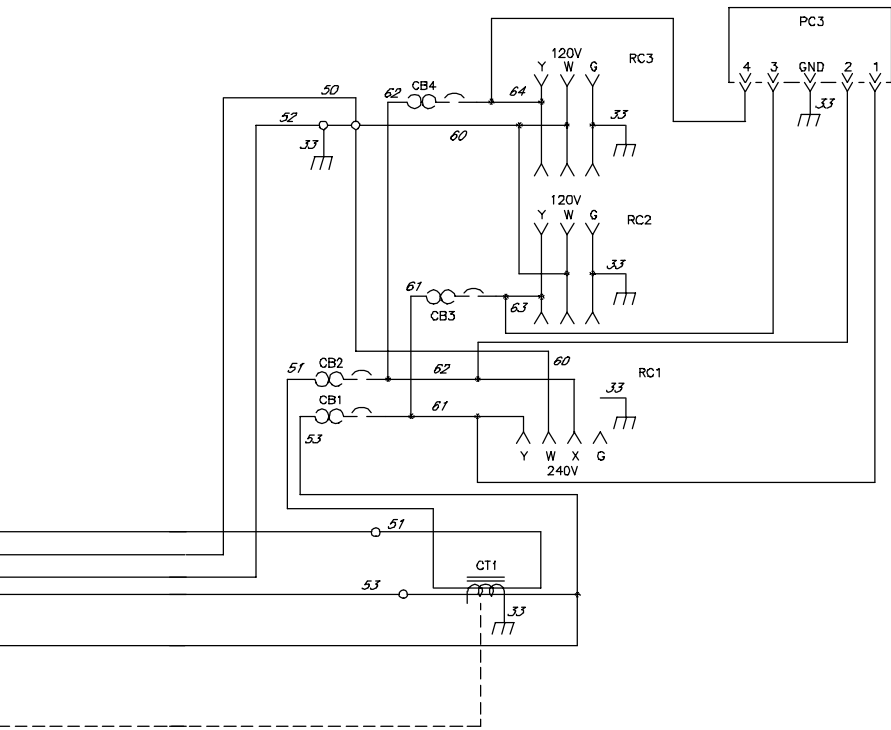 PC3
120V
RC3
Y W G
4 3 GND 2 1
CB4
62
64
50
33
33
52
60
33
120V
Y W G
RC2
33
61
63
CB3
CB2
51
62
60
RC1
33
CB1
61
53
Y W X G
240V
51
CT1
53
33